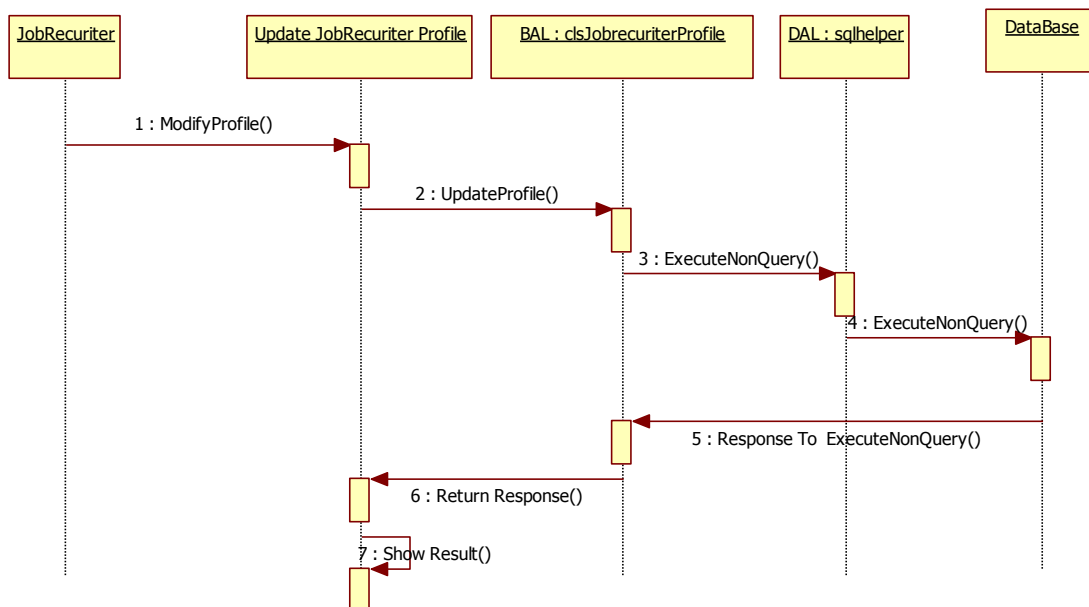 JobRecuriter
Update JobRecuriter Profile
BAL : clsJobrecuriterProfile
DAL : sqlhelper
DataBase
1 : ModifyProfile()
2 : UpdateProfile()
3 : ExecuteNonQuery()
4 : ExecuteNonQuery()
5 : Response To ExecuteNonQuery()
6 : Return Response()
7 : Show Result()